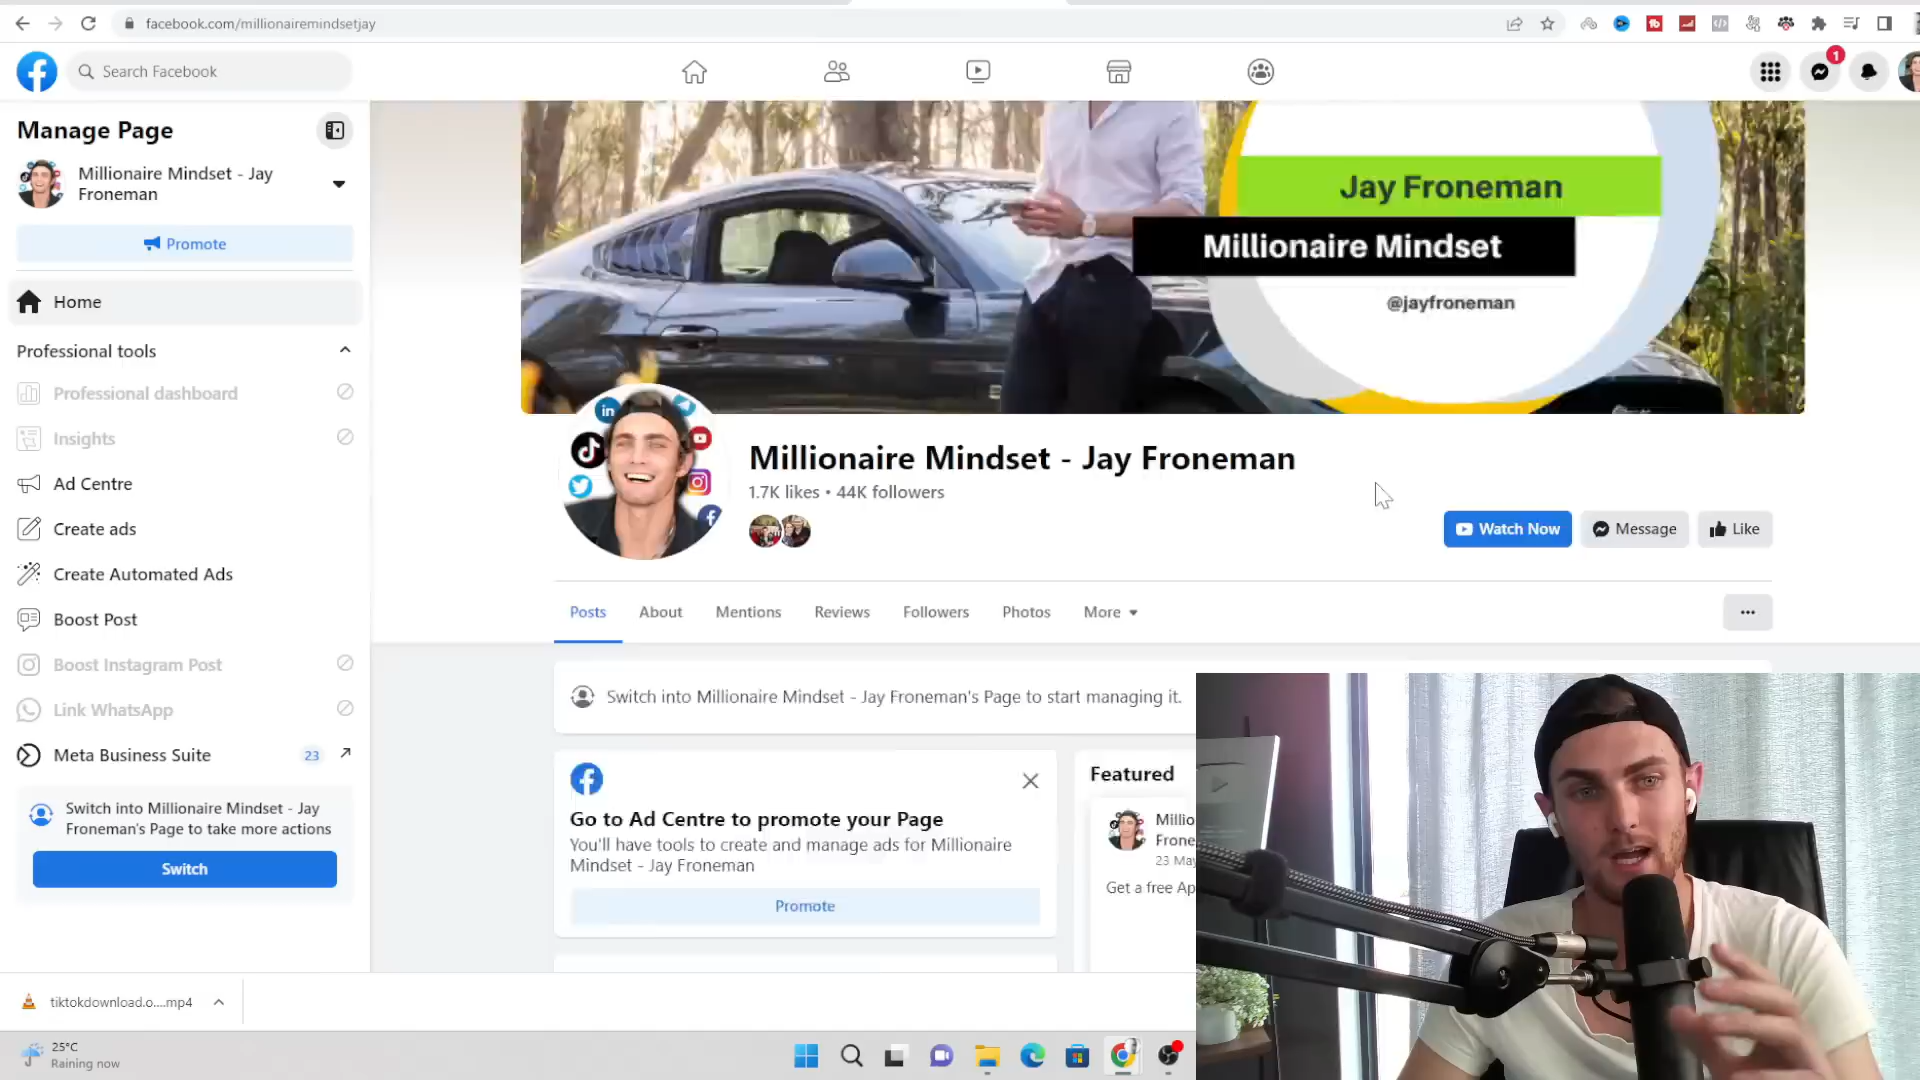 facebook.com/millionairemindsetjay
Search Facebook
1
Manage Page
Millionaire Mindset - Jay
Froneman
Promote
Home
Professional tools
Professional dashboard
Insights
Ad Centre
Create ads
Create Automated Ads
Boost Post
Boost Instagram Post
Link WhatsApp
Meta Business Suite
23
Switch into Millionaire Mindset - Jay
Froneman's Page to take more actions
Switch
Jay Froneman
Millionaire Mindset
@jayfroneman
in
Millionaire Mindset - Jay Froneman
1.7K likes • 44K followers
Watch Now
Message
Like
Posts
About
Mentions
Reviews
Followers
Photos
More
Switch into Millionaire Mindset - Jay Froneman's Page to start managing it.
Go to Ad Centre to promote your Page
You'll have tools to create and manage ads for Millionaire
Mindset - Jay Froneman
Promote
Featured
Millio
Frone
23 May
Get a free Ap
tiktokdownload.o....mp4
25°C
Raining now